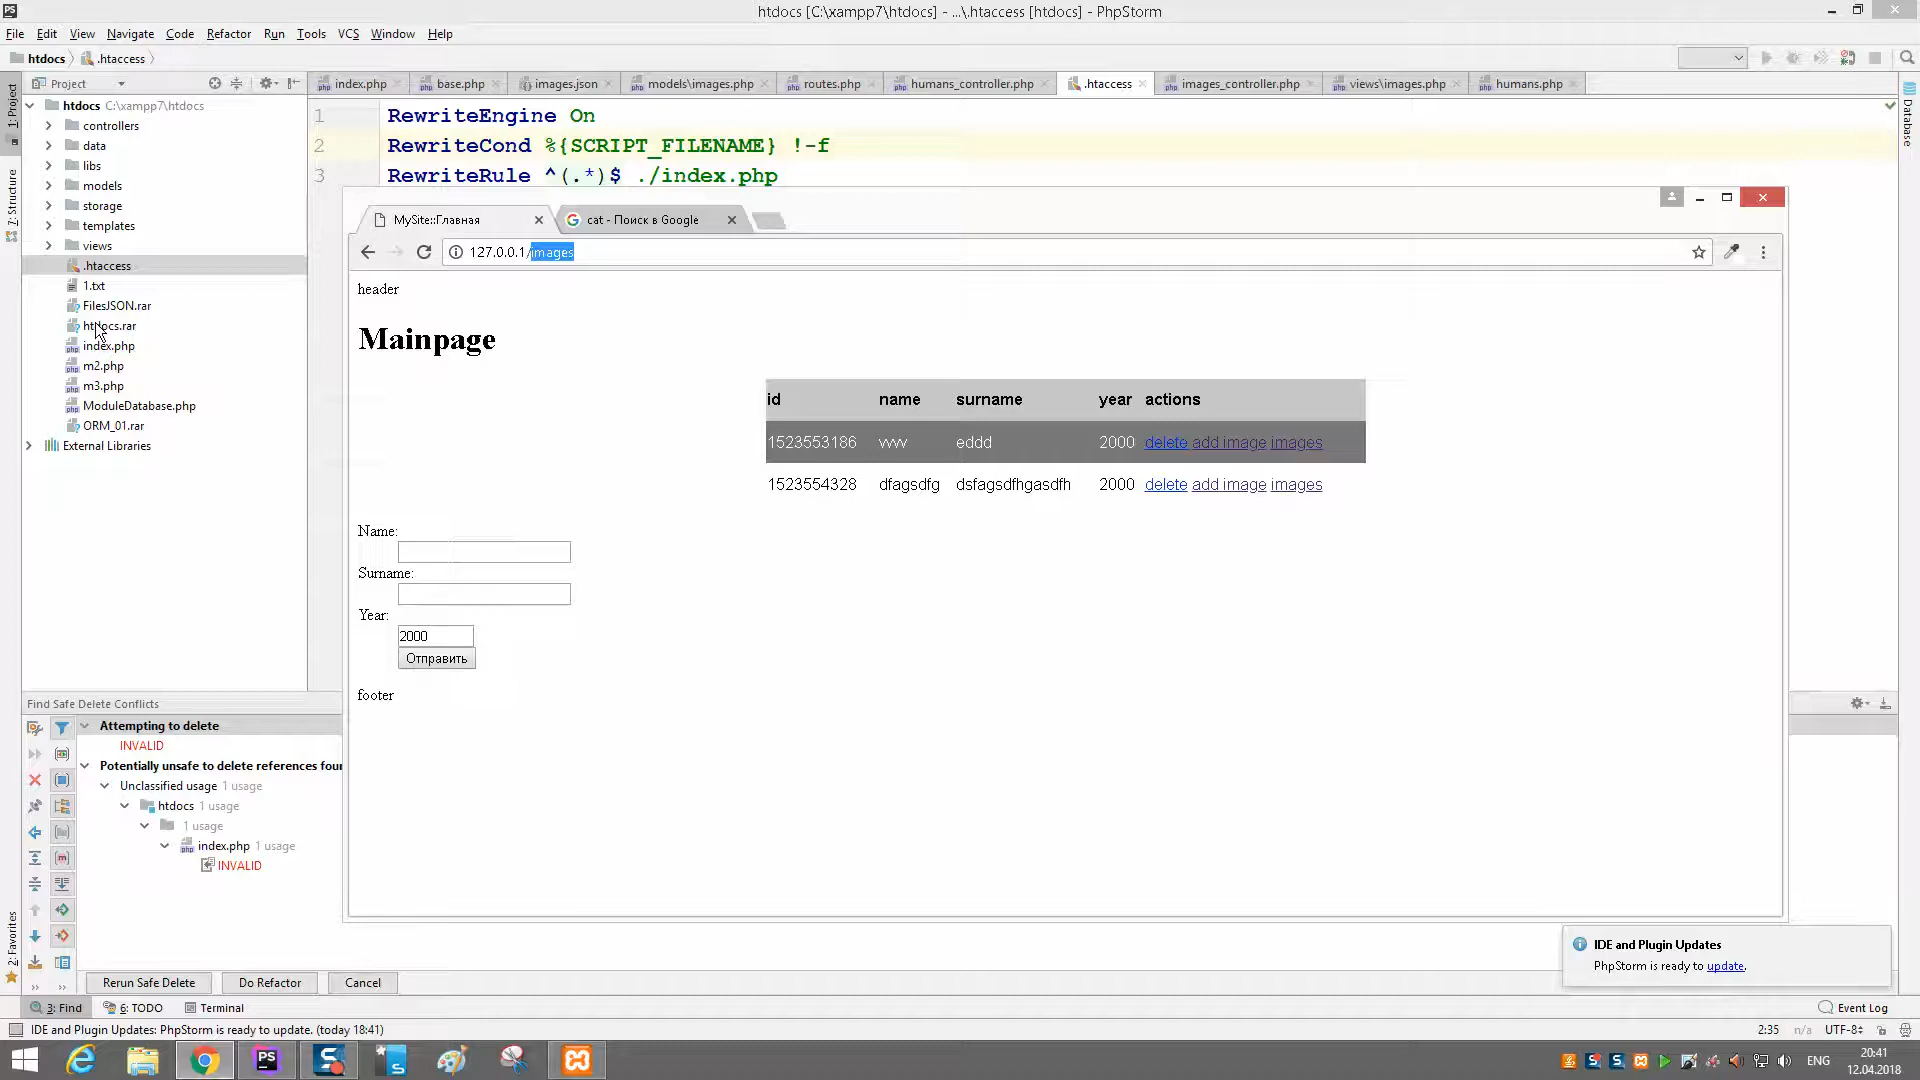 htdocs [C:\xampp7\htdocs] - ...\.htaccess [htdocs] - PhpStorm
File Edit View Navigate Code Refactor Run Tools VCS Window Help
htdocs .htaccess
Project
index.php base.php images.json models\images.php routes.php humans_controller.php .htaccess images_controller.php views\images.php humans.php
1: Project
7: Structure
2: Favorites
Database
htdocs C:\xampp7\htdocs
controllers
data
libs
models
storage
templates
views
.htaccess
1.txt
FilesJSON.rar
htdocs.rar
index.php
m2.php
m3.php
ModuleDatabase.php
ORM_01.rar
External Libraries
1 RewriteEngine On
2 RewriteCond %{SCRIPT_FILENAME} !-f
3 RewriteRule ^(.*)$ ./index.php
MySite::Главная
cat - Поиск в Google
127.0.0.1/images
header
Mainpage
id name surname year actions
1523553186 vvvv eddd 2000 delete add image images
1523554328 dfagsdfg dsfagsdfhgasdfh 2000 delete add image images
Name:
Surname:
Year:
2000
Отправить
footer
Find Safe Delete Conflicts
Attempting to delete
INVALID
Potentially unsafe to delete references foun
Unclassified usage 1 usage
htdocs 1 usage
1 usage
index.php 1 usage
INVALID
Rerun Safe Delete Do Refactor Cancel
IDE and Plugin Updates
PhpStorm is ready to update.
3: Find 6: TODO Terminal Event Log
IDE and Plugin Updates: PhpStorm is ready to update. (today 18:41) 2:35 n/a UTF-8
ENG
20:41
12.04.2018